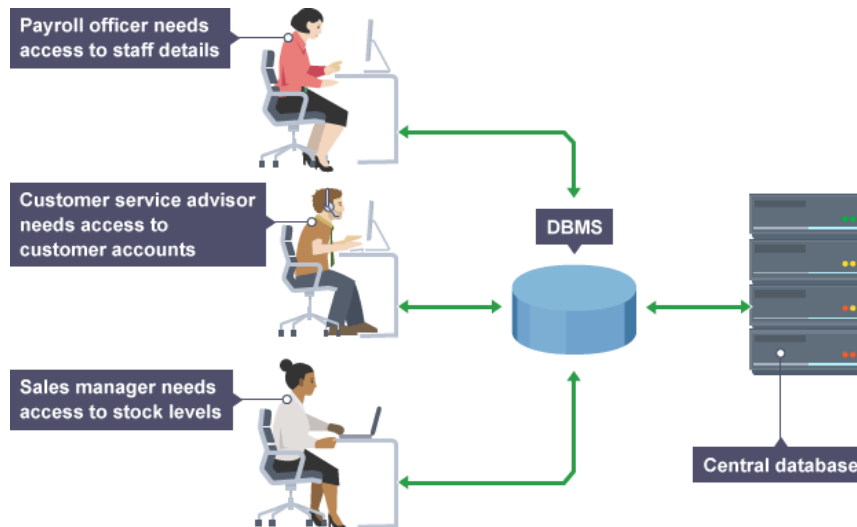 Payroll officer needs
access to staff details
Customer service advisor
needs access to
customer accounts
DBMS
Sales manager needs
access to stock levels
Central database